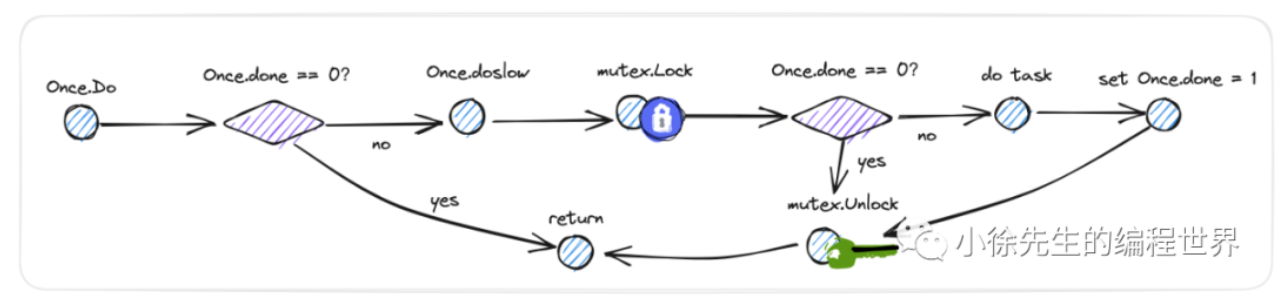 Once.Do
Once.done == 0?
no
yes
Once.doslow
mutex.Lock
Once.done == 0?
no
yes
do task
set Once.done = 1
mutex.Unlock
return
小徐先生的编程世界